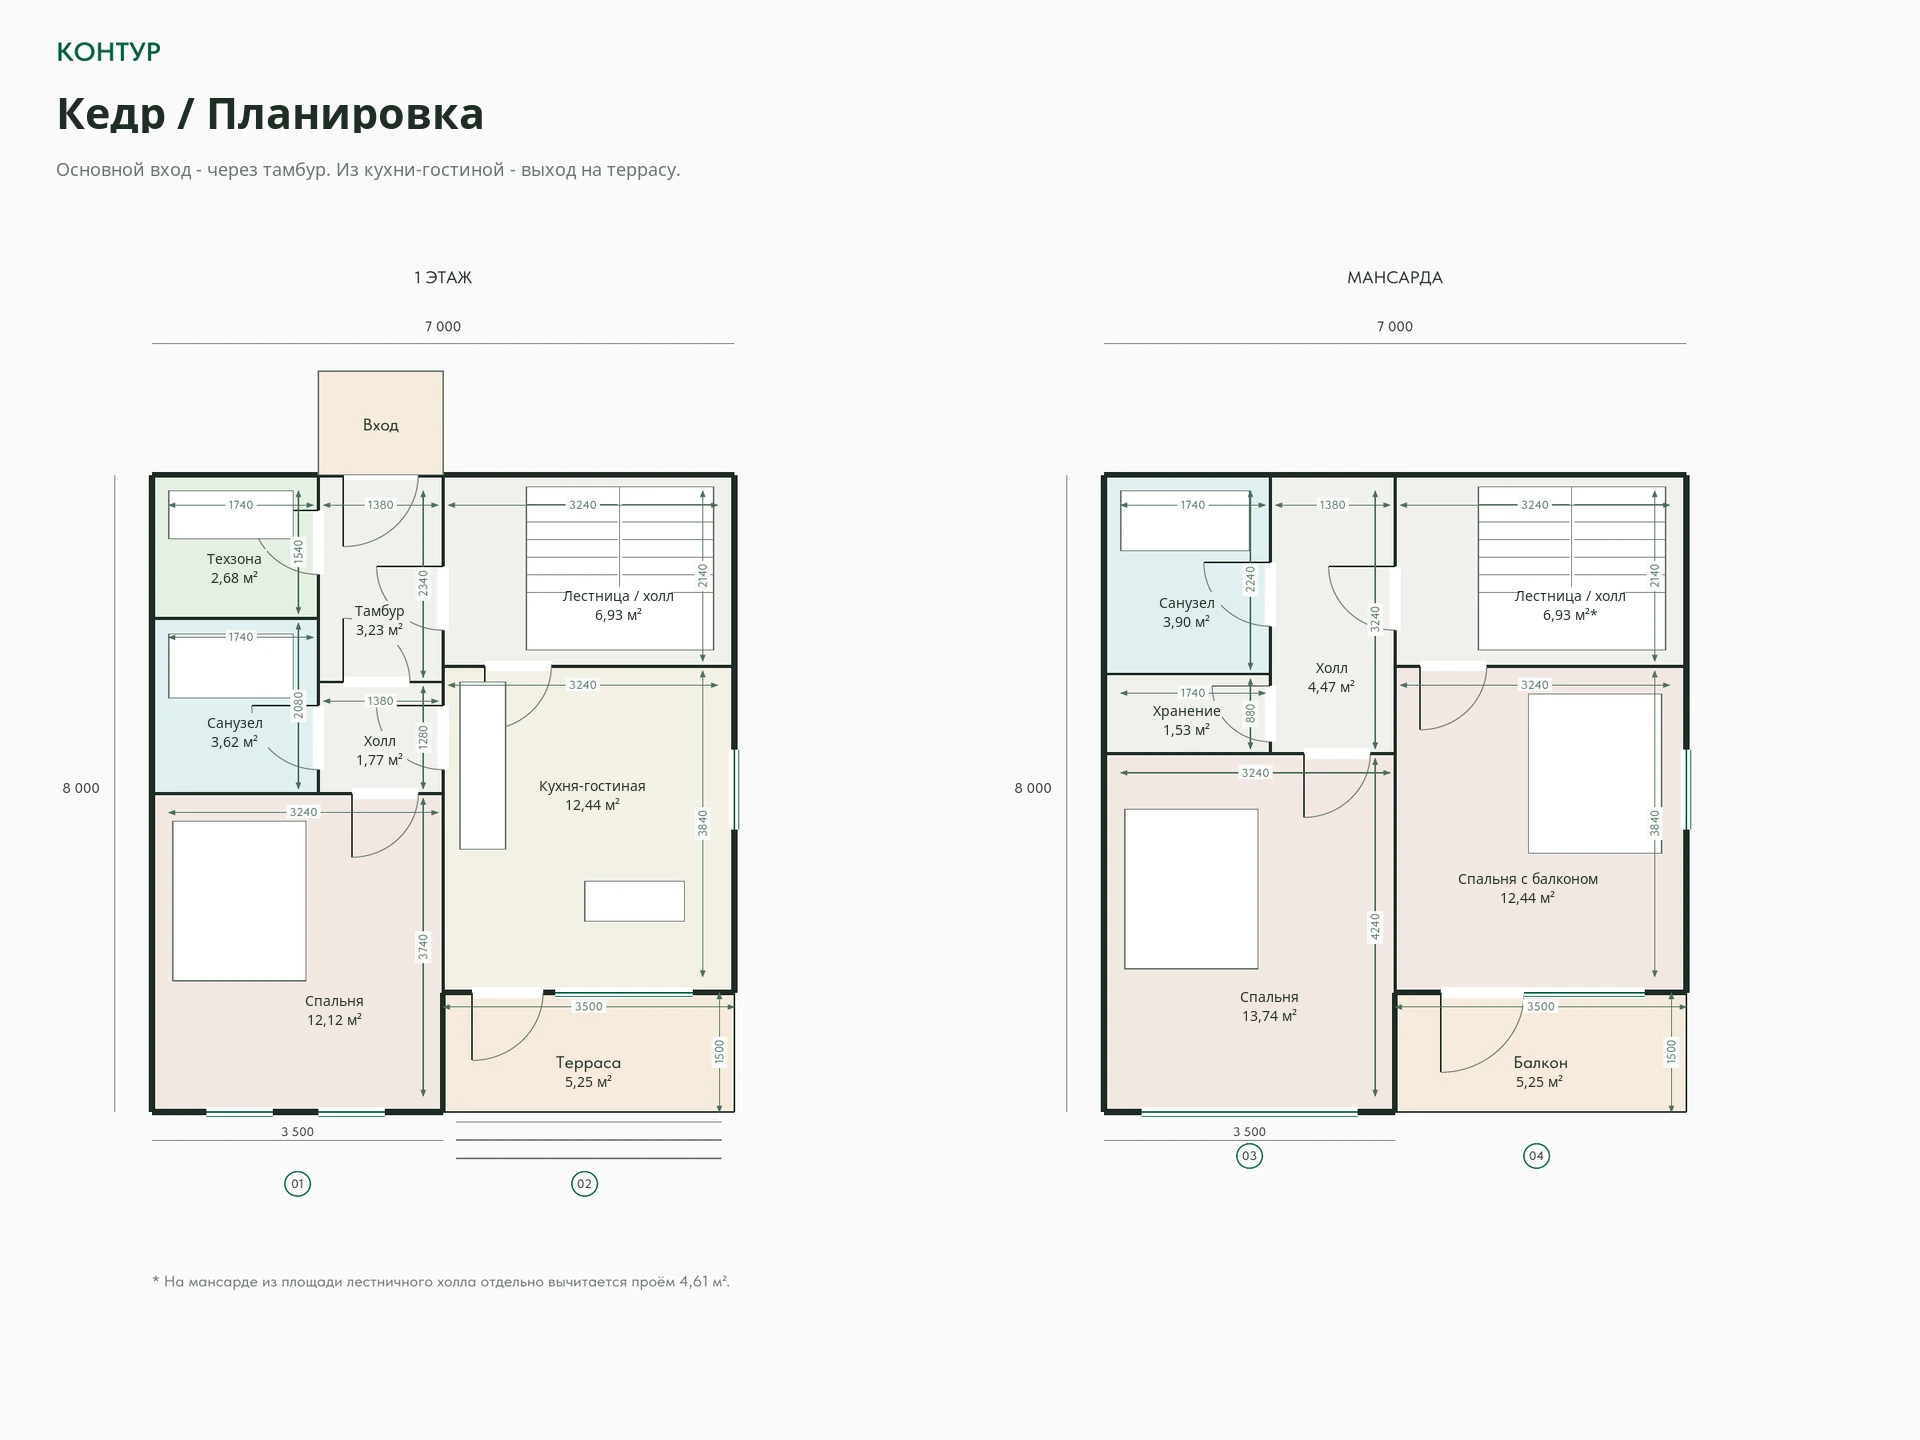 КОНТУР
Кедр / Планировка
Основной вход - через тамбур. Из кухни-гостиной - выход на террасу.
1 ЭТАЖ
7 000
Вход
1740
1380
3240
1540
2340
2140
Техзона
2,68 м²
Тамбур
3,23 м²
Лестница / холл
6,93 м²
1740
2080
1380
1280
3240
Санузел
3,62 м²
Холл
1,77 м²
Кухня-гостиная
12,44 м²
8 000
3240
3840
3740
Спальня
12,12 м²
3500
1500
Терраса
5,25 м²
3 500
01
02
МАНСАРДА
7 000
1740
1380
3240
2240
3240
2140
Санузел
3,90 м²
Лестница / холл
6,93 м²*
Холл
4,47 м²
1740
880
Хранение
1,53 м²
3240
8 000
3240
3840
4240
Спальня с балконом
12,44 м²
Спальня
13,74 м²
3500
1500
Балкон
5,25 м²
3 500
03
04
* На мансарде из площади лестничного холла отдельно вычитается проём 4,61 м².